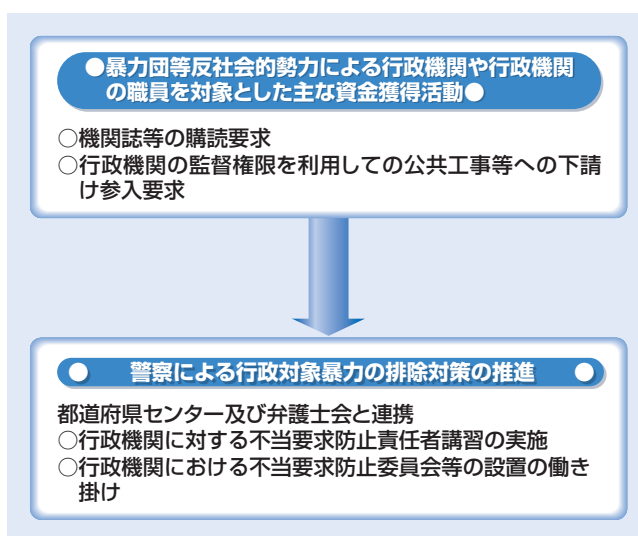 ●暴力団等反社会的勢力による行政機関や行政機関
の職員を対象とした主な資金獲得活動●
○機関誌等の購読要求
○行政機関の監督権限を利用しての公共工事等への下請
け参入要求
● 警察による行政対象暴力の排除対策の推進 ●
都道府県センター及び弁護士会と連携
○行政機関に対する不当要求防止責任者講習の実施
○行政機関における不当要求防止委員会等の設置の働き
掛け